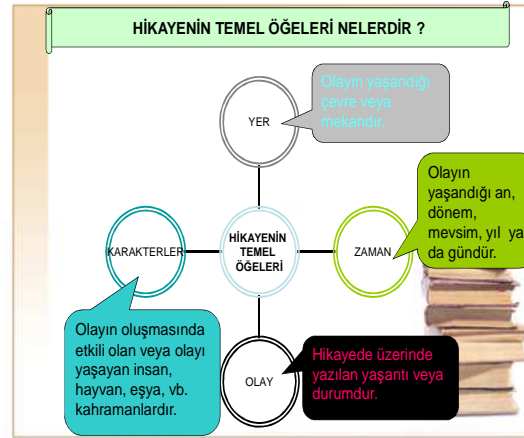 HİKAYENİN TEMEL ÖĞELERİ NELERDİR ?
YER
Olayın yaşandığı
çevre veya
mekandır.
KARAKTERLER
HİKAYENİN
TEMEL
ÖĞELERİ
ZAMAN
Olayın
yaşandığı an,
dönem,
mevsim, yıl ya
da gündür.
Olayın oluşmasında
etkili olan veya olayı
yaşayan insan,
hayvan, eşya, vb.
kahramanlardır.
OLAY
Hikayede üzerinde
yazılan yaşantı veya
durumdur.